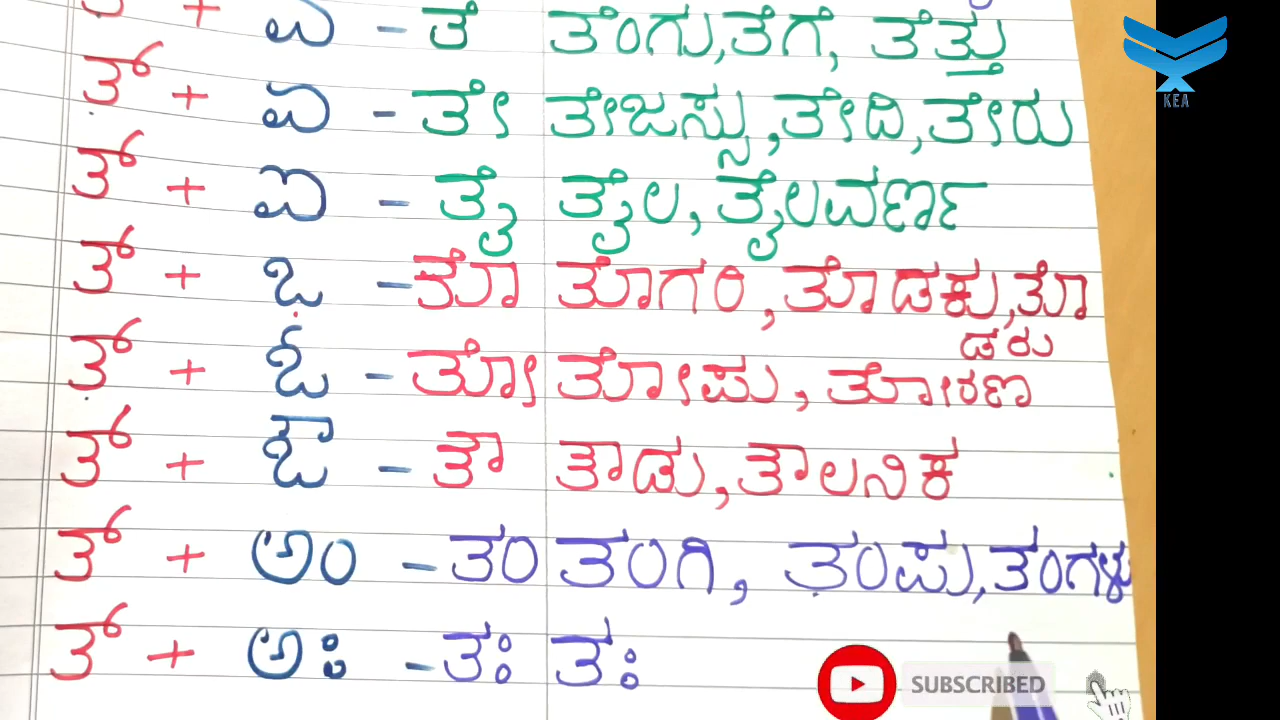 ತ್ + ಎ - ತೆ ತೆಂಗು, ತೆಗೆ, ತೆತ್ತು
ತ್ + ಏ - ತೇ ತೇಜಸ್ಸು, ತೇದಿ, ತೇರು
ತ್ + ಐ - ತೈ ತೈಲ, ತೈಲವರ್ಣ
ತ್ + ಒ - ತೊ ತೊಗರಿ, ತೊಡಕು, ತೊ
ಡರು
ತ್ + ಓ - ತೋ ತೋಪು, ತೋರಣ
ತ್ + ಔ - ತೌ ತೌಡು, ತೌಲನಿಕ
ತ್ + ಅಂ - ತಂ ತಂಗಿ, ತಂಪು, ತಂಗಳು
ತ್ + ಅಃ - ತಃ ತಃ
KEA
SUBSCRIBED